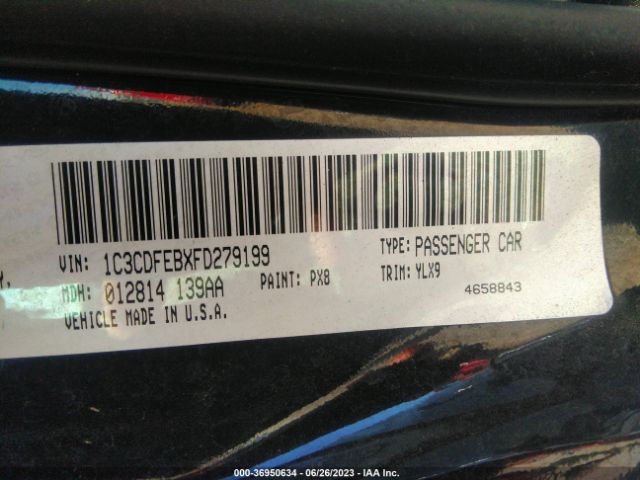 VIN: 1C3CDFEBXFD279199 TYPE: PASSENGER CAR
MDH: 012814 139AA PAINT: PX8 TRIM: YLX9
VEHICLE MADE IN U.S.A. 4658843
000-36950634 / 06/26/2023 - IAA Inc.